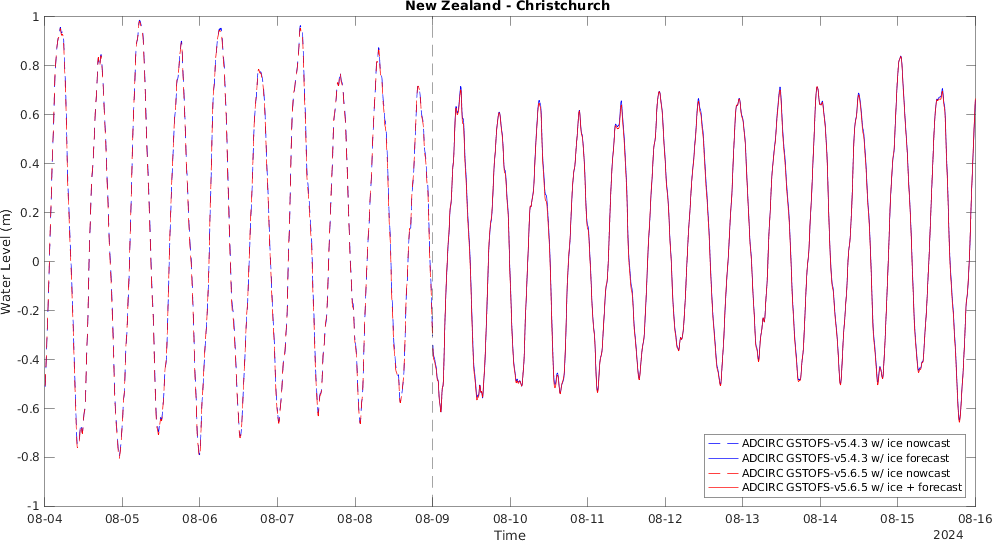 New Zealand - Christchurch
1
0.8
0.6
0.4
0.2
0
-0.2
-0.4
-0.6
-0.8
-1
Water Level (m)
ADCIRC GSTOFS-v5.4.3 w/ ice nowcast
ADCIRC GSTOFS-v5.4.3 w/ ice forecast
ADCIRC GSTOFS-v5.6.5 w/ ice nowcast
ADCIRC GSTOFS-v5.6.5 w/ ice + forecast
08-04 08-05 08-06 08-07 08-08 08-09 08-10 08-11 08-12 08-13 08-14 08-15 08-16
Time
2024